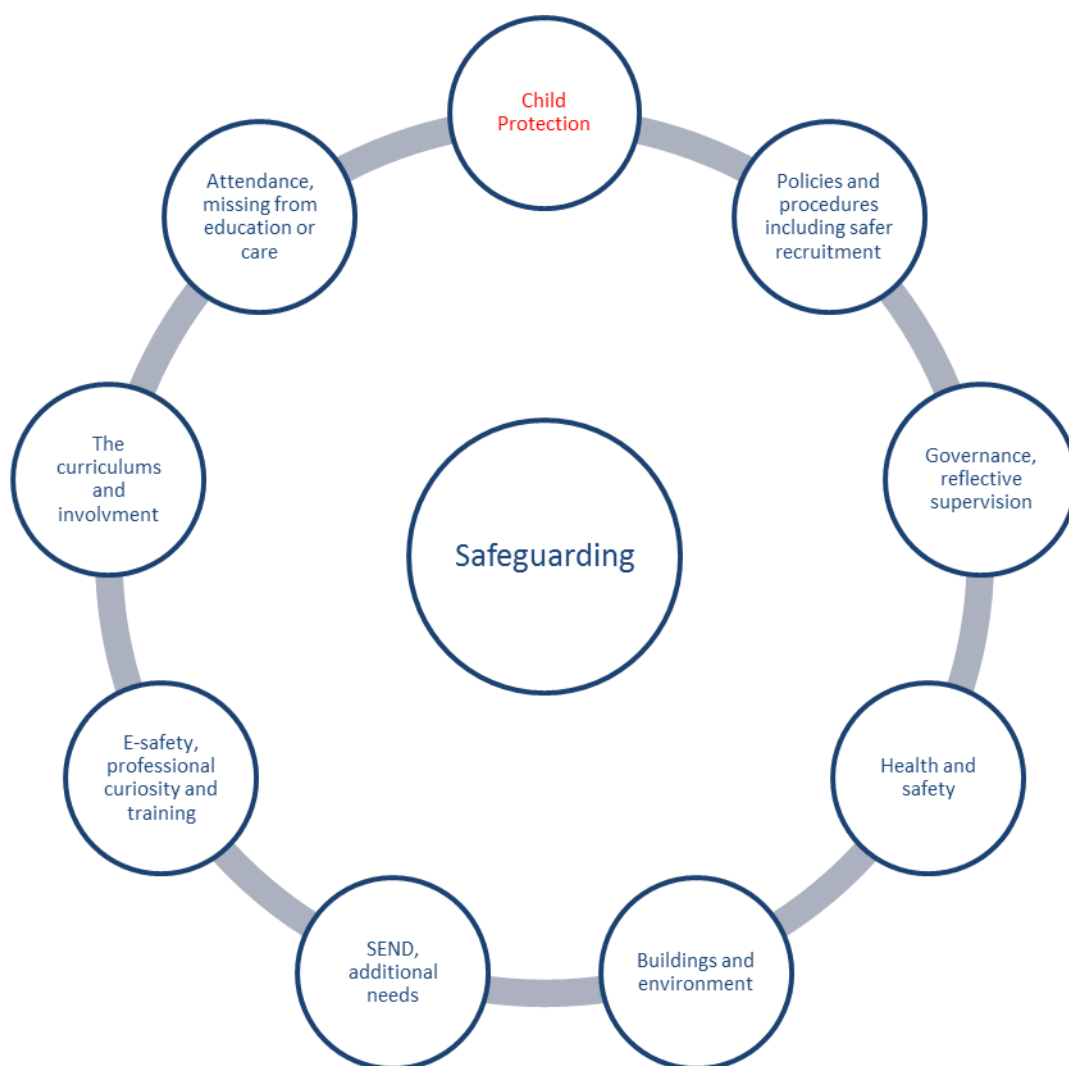 Child
Protection
Policies and
procedures
including safer
recruitment
Governance,
reflective
supervision
Health and
safety
Buildings and
environment
SEND,
additional
needs
E-safety,
professional
curiosity and
training
The
curriculums
and
involvment
Attendance,
missing from
education or
care
Safeguarding